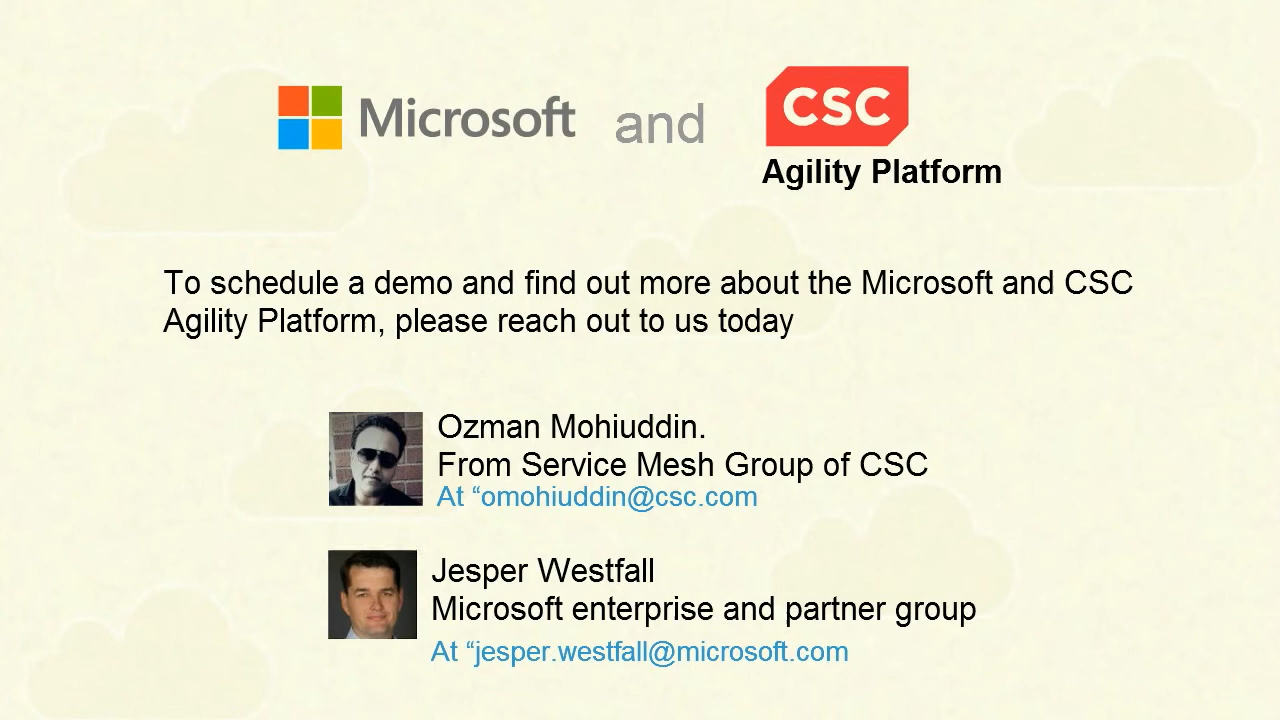 Microsoft and CSC
Agility Platform
To schedule a demo and find out more about the Microsoft and CSC
Agility Platform, please reach out to us today
Ozman Mohiuddin.
From Service Mesh Group of CSC
At “omohiuddin@csc.com
Jesper Westfall
Microsoft enterprise and partner group
At “jesper.westfall@microsoft.com